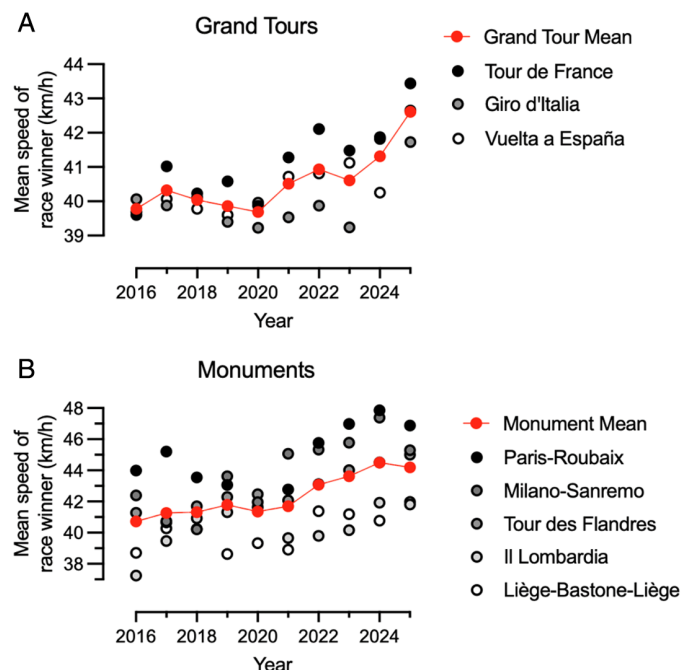 A
Grand Tours
Mean speed of
race winner (km/h)
44
43
42
41
40
39
2016 2018 2020 2022 2024
Year
Grand Tour Mean
Tour de France
Giro d'Italia
Vuelta a España
B
Monuments
Mean speed of
race winner (km/h)
48
46
44
42
40
38
2016 2018 2020 2022 2024
Year
Monument Mean
Paris-Roubaix
Milano-Sanremo
Tour des Flandres
Il Lombardia
Liège-Bastone-Liège